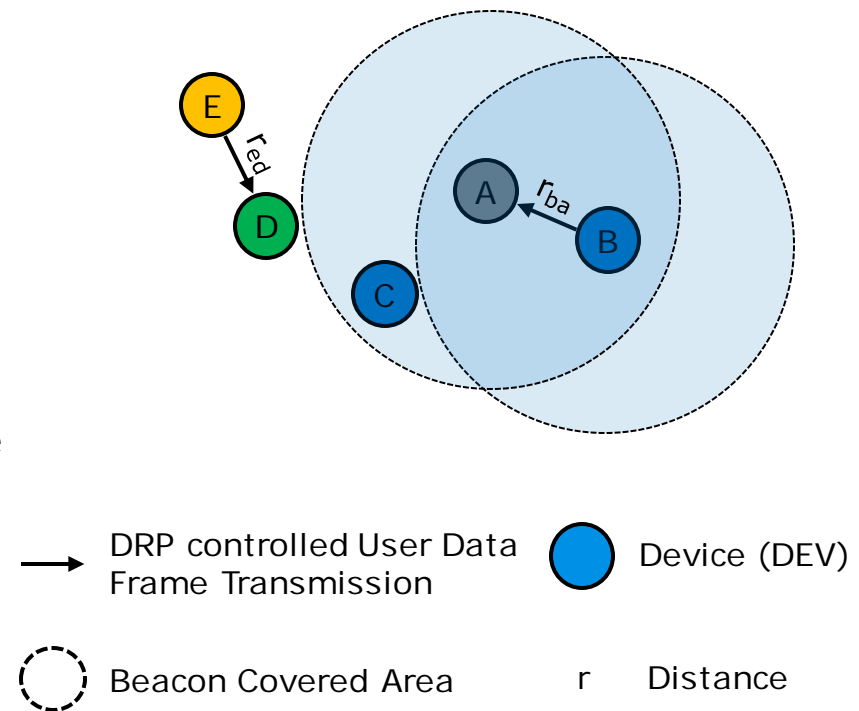 E
r_ed
A
r_ba
D
B
C
DRP controlled User Data
Frame Transmission
Device (DEV)
Beacon Covered Area
r
Distance